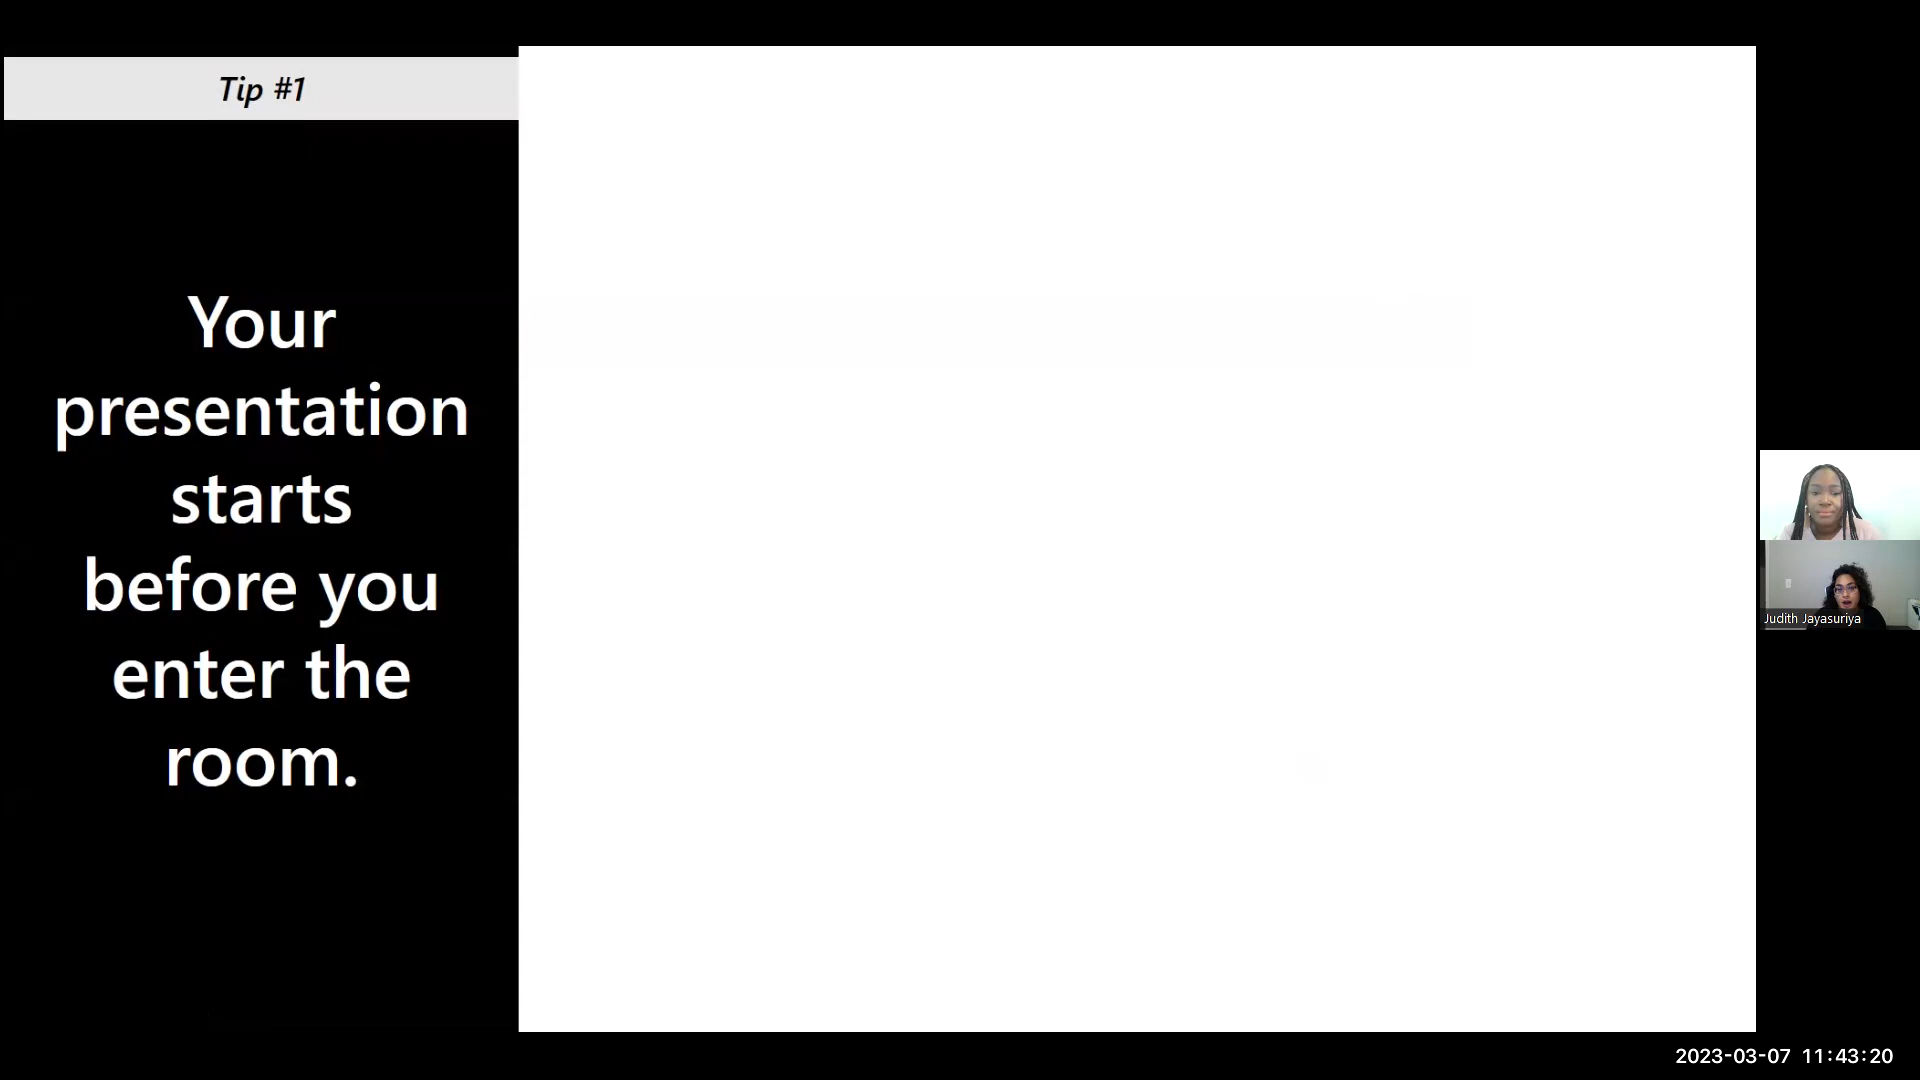 Tip #1
Your
presentation
starts
before you
enter the
room.
Judith Jayasuriya
2023-03-07 11:43:20